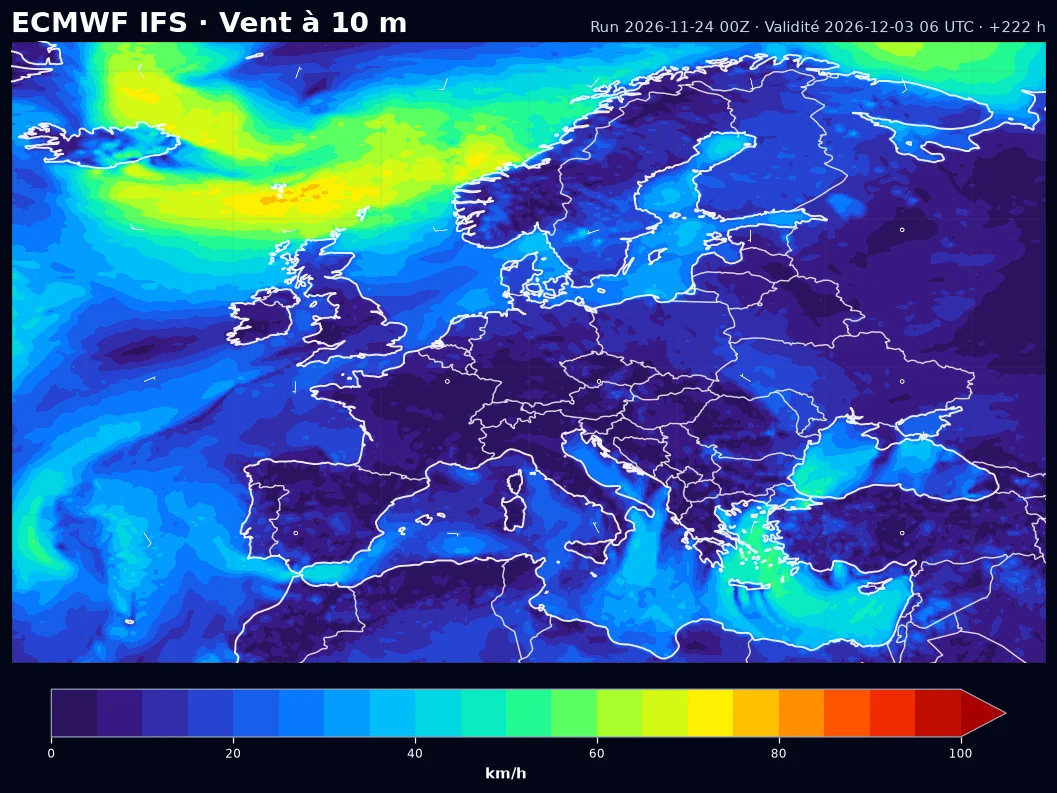 ECMWF IFS · Vent à 10 m
Run 2026-11-24 00Z · Validité 2026-12-03 06 UTC · +222 h
0 20 40 60 80 100
km/h